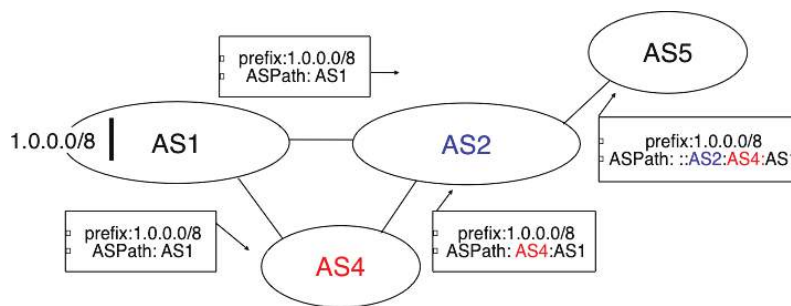 prefix:1.0.0.0/8
ASPath: AS1
AS5
1.0.0.0/8
AS1
AS2
prefix:1.0.0.0/8
ASPath: ::AS2:AS4:AS1
prefix:1.0.0.0/8
ASPath: AS1
AS4
prefix:1.0.0.0/8
ASPath: AS4:AS1